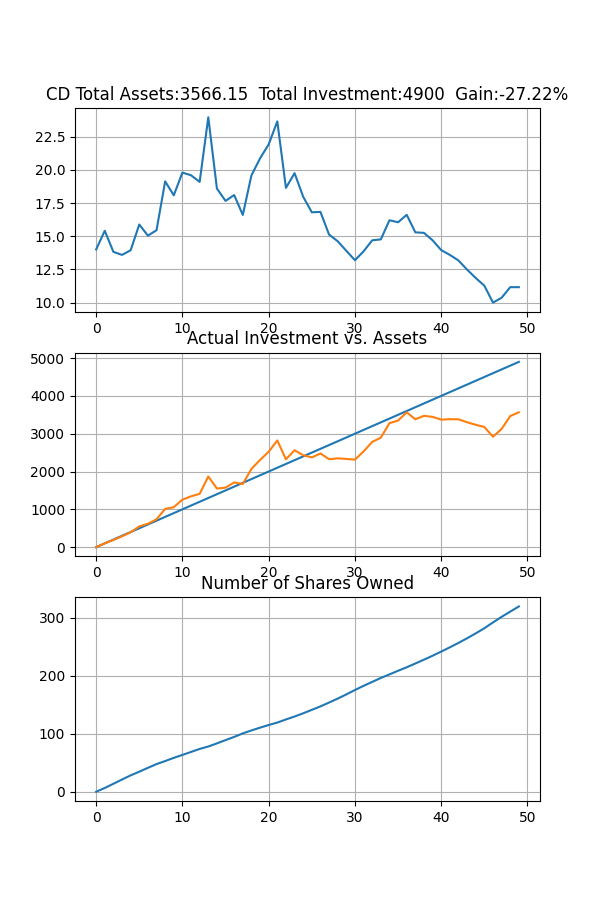 CD Total Assets:3566.15  Total Investment:4900  Gain:-27.22%
22.5
20.0
17.5
15.0
12.5
10.0
0 10 20 30 40 50
Actual Investment vs. Assets
5000
4000
3000
2000
1000
0
0 10 20 30 40 50
Number of Shares Owned
300
200
100
0
0 10 20 30 40 50